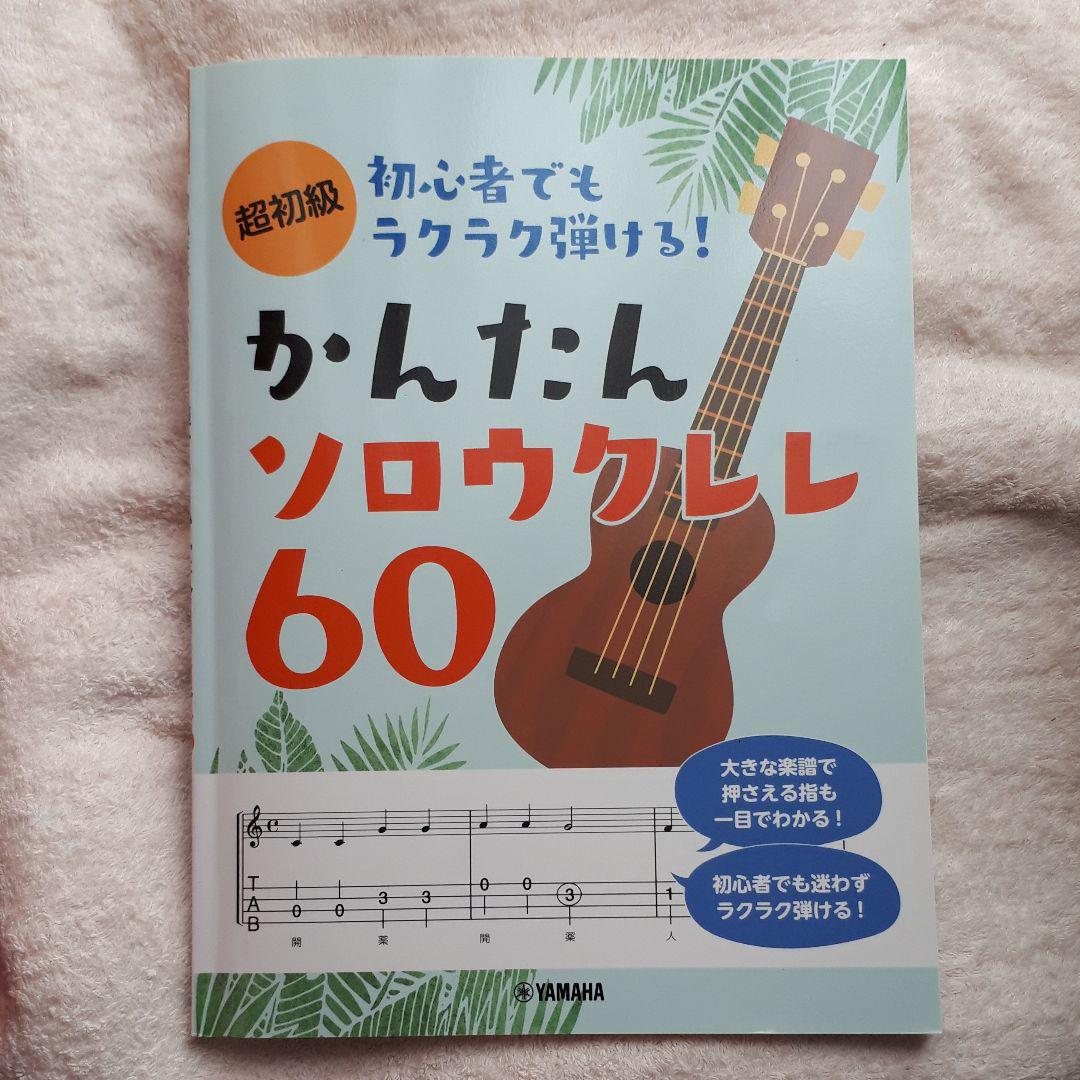 超初級
初心者でも
ラクラク弾ける!
かんたん
ソロウクレレ
60
大きな楽譜で
押さえる指も
一目でわかる!
初心者でも迷わず
ラクラク弾ける!
T
A
B
0 0 3 3 0 0 3 1
開 薬 開 薬 人
YAMAHA